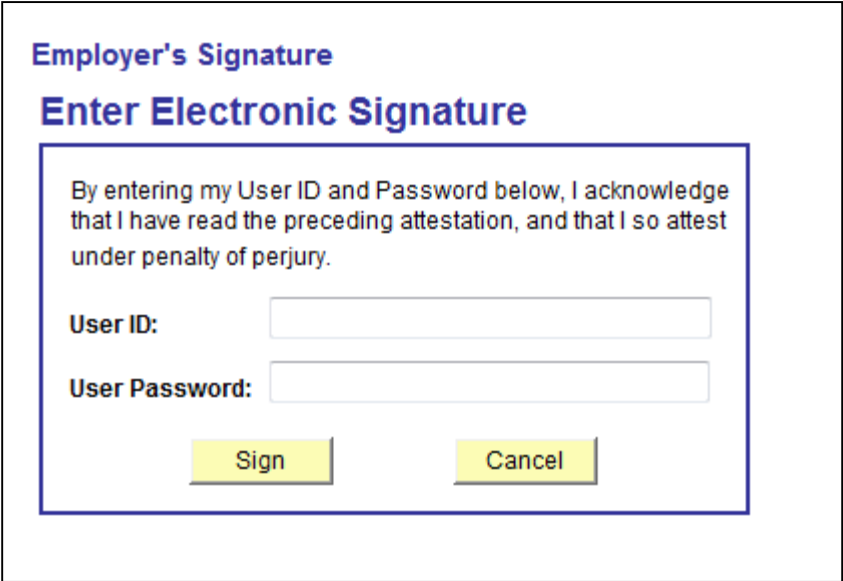 Employer's Signature
Enter Electronic Signature
By entering my User ID and Password below, I acknowledge
that I have read the preceding attestation, and that I so attest
under penalty of perjury.
User ID:
User Password:
Sign Cancel